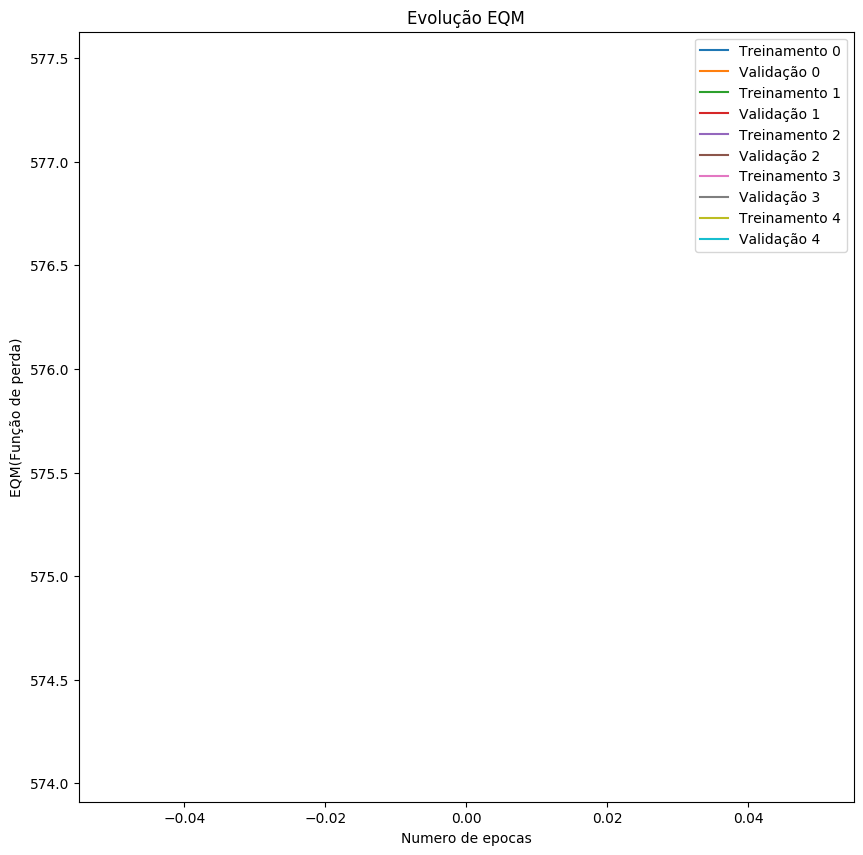 Evolução EQM
577.5
577.0
576.5
576.0
575.5
575.0
574.5
574.0
EQM(Função de perda)
Treinamento 0
Validação 0
Treinamento 1
Validação 1
Treinamento 2
Validação 2
Treinamento 3
Validação 3
Treinamento 4
Validação 4
−0.04
−0.02
0.00
0.02
0.04
Numero de epocas